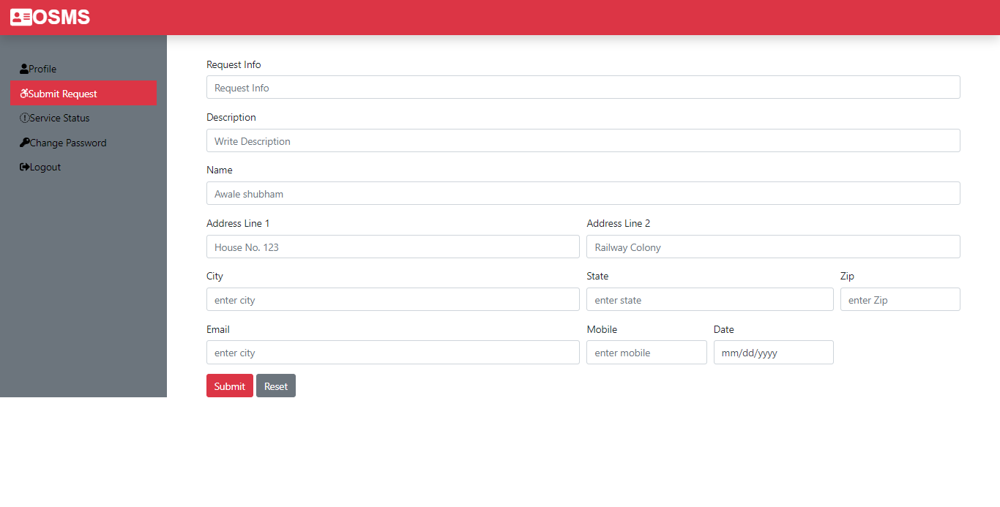 OSMS
Profile
Submit Request
Service Status
Change Password
Logout
Request Info
Request Info
Description
Write Description
Name
Awale shubham
Address Line 1 Address Line 2
House No. 123 Railway Colony
City State Zip
enter city enter state enter Zip
Email Mobile Date
enter city enter mobile mm/dd/yyyy
Submit Reset